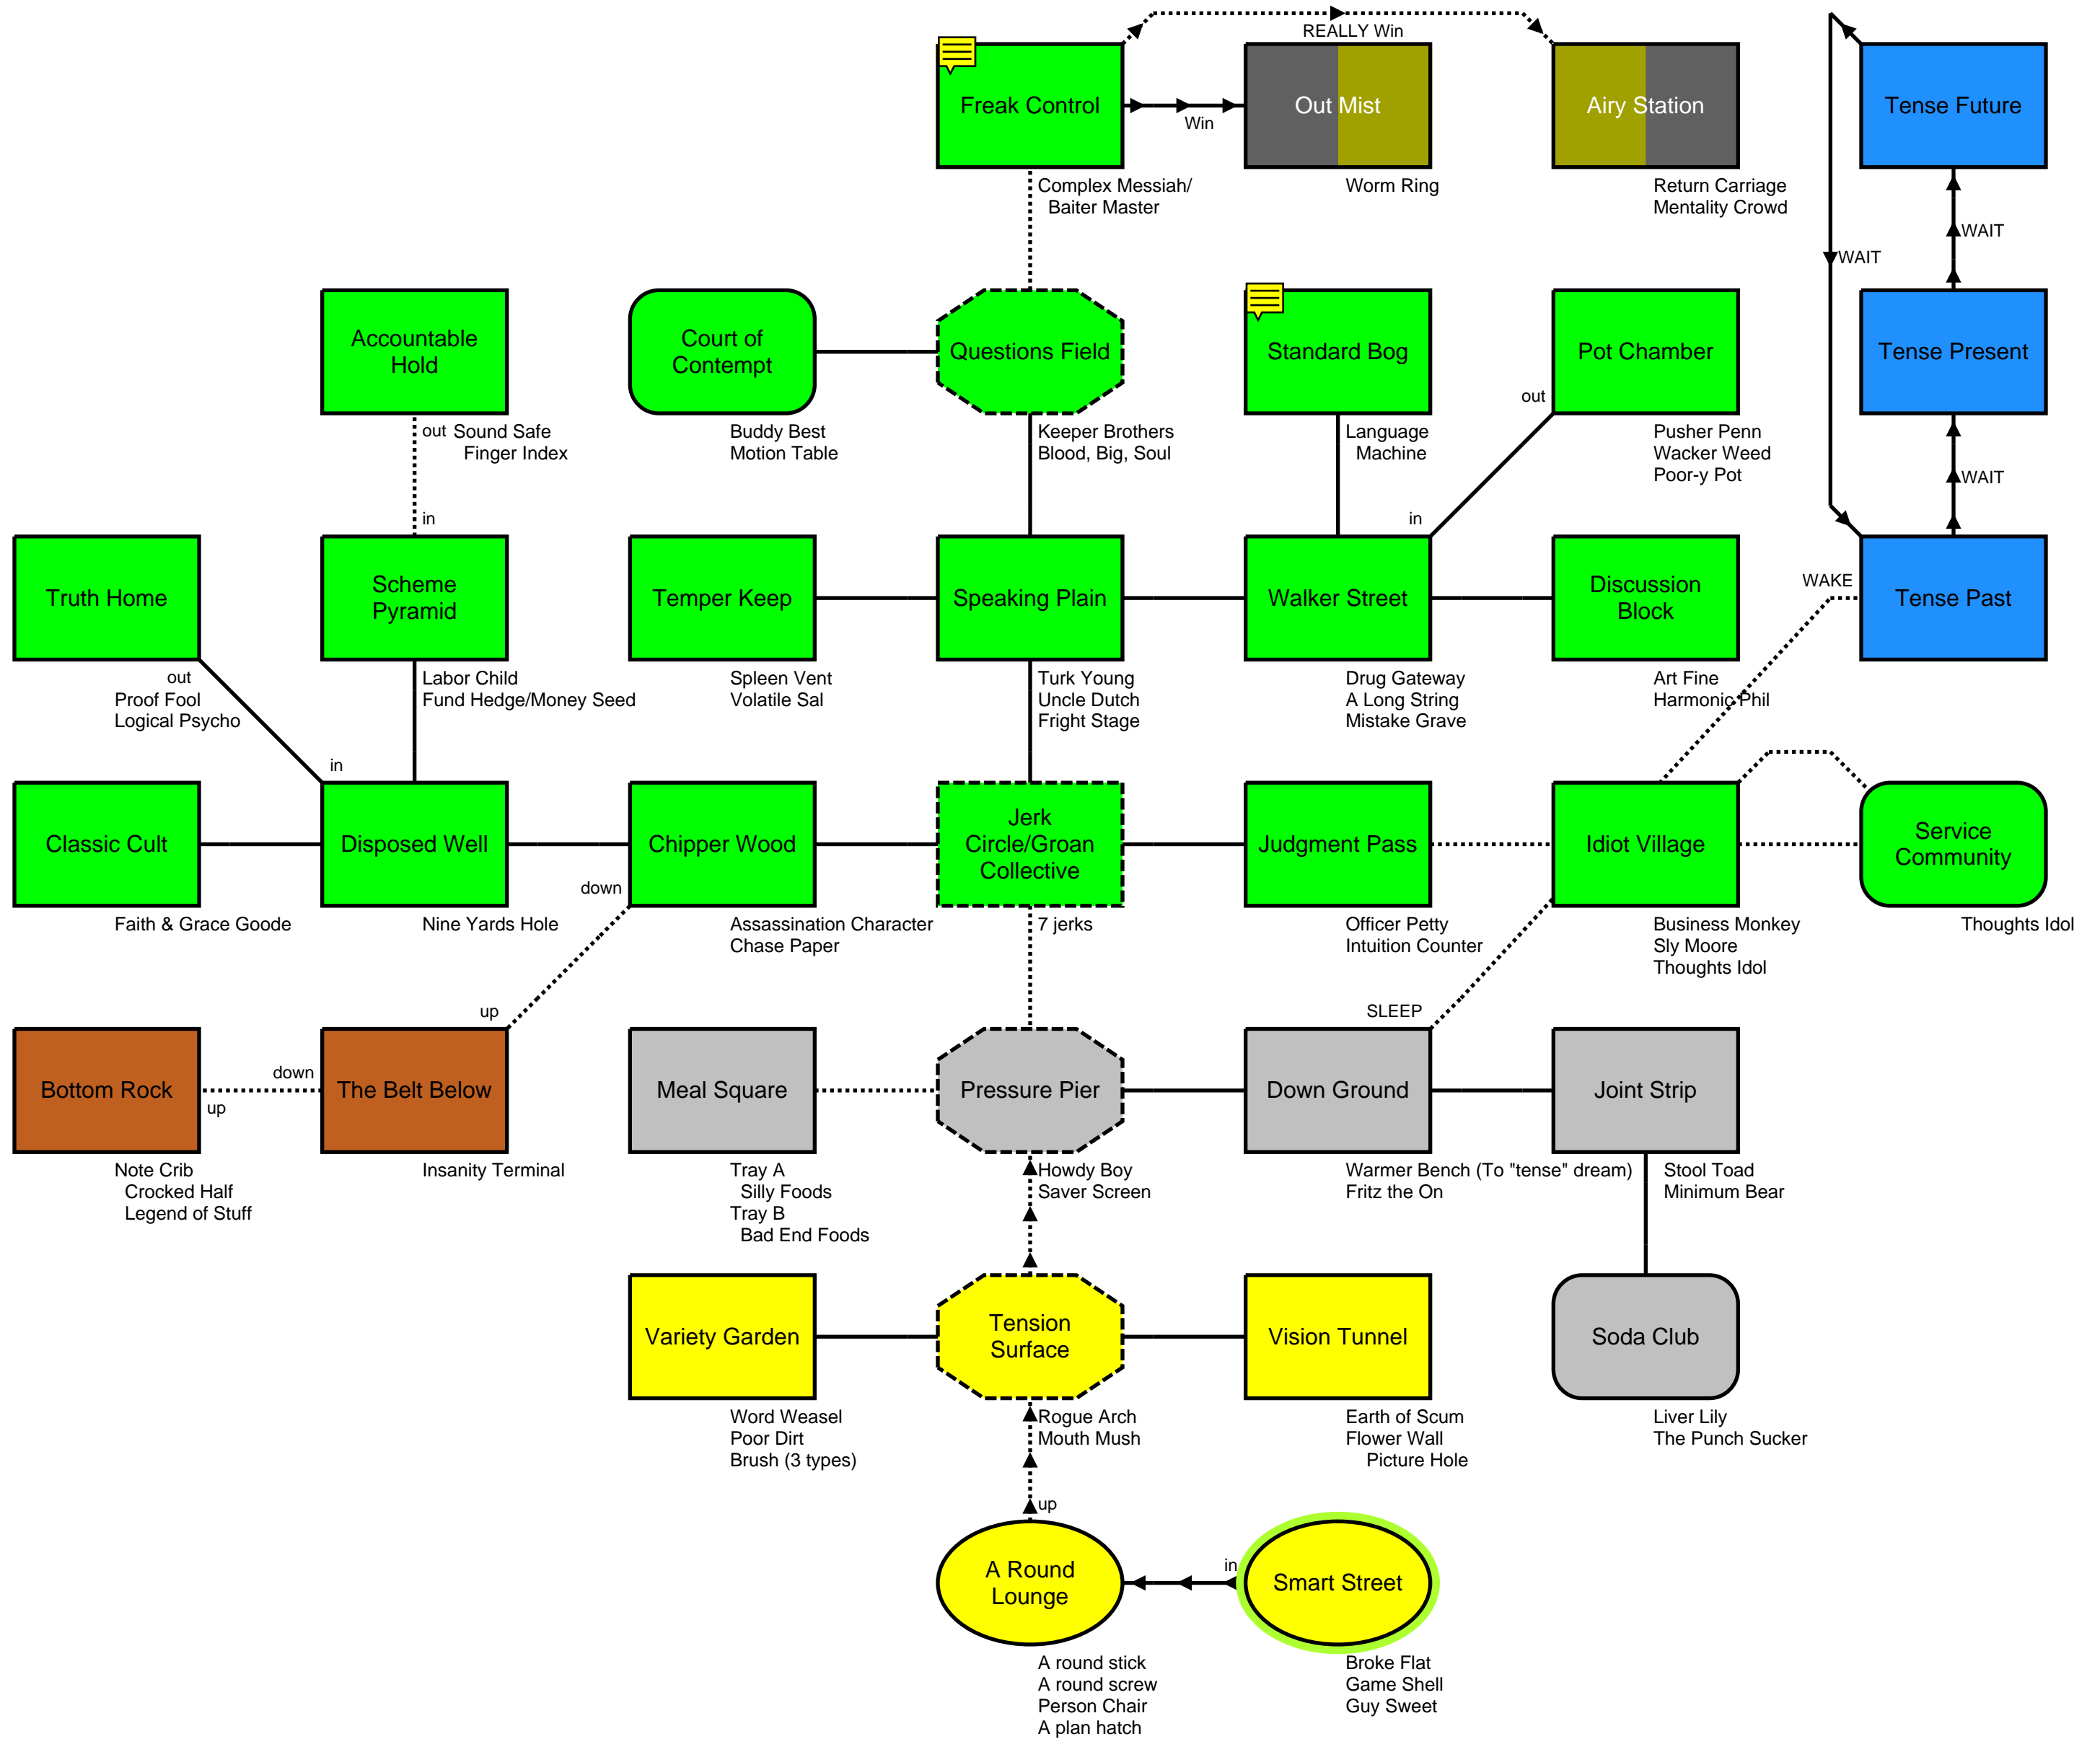 REALLY Win
Freak Control
Out Mist
Airy Station
Tense Future
Win
Complex Messiah/
Baiter Master
Worm Ring
Return Carriage
Mentality Crowd
WAIT
WAIT
Accountable
Hold
Court of
Contempt
Questions Field
Standard Bog
Pot Chamber
Tense Present
out
out
Sound Safe
Finger Index
Buddy Best
Motion Table
Keeper Brothers
Blood, Big, Soul
Language
Machine
Pusher Penn
Wacker Weed
Poor-y Pot
WAIT
in
in
Truth Home
Scheme
Pyramid
Temper Keep
Speaking Plain
Walker Street
Discussion
Block
WAKE
Tense Past
out
Proof Fool
Logical Psycho
Labor Child
Fund Hedge/Money Seed
Spleen Vent
Volatile Sal
Turk Young
Uncle Dutch
Fright Stage
Drug Gateway
A Long String
Mistake Grave
Art Fine
Harmonic Phil
in
Classic Cult
Disposed Well
Chipper Wood
Jerk
Circle/Groan
Collective
Judgment Pass
Idiot Village
Service
Community
down
Faith & Grace Goode
Nine Yards Hole
Assassination Character
Chase Paper
7 jerks
Officer Petty
Intuition Counter
Business Monkey
Sly Moore
Thoughts Idol
Thoughts Idol
up
SLEEP
Bottom Rock
down
up
The Belt Below
Meal Square
Pressure Pier
Down Ground
Joint Strip
Note Crib
Crocked Half
Legend of Stuff
Insanity Terminal
Tray A
Silly Foods
Tray B
Bad End Foods
Howdy Boy
Saver Screen
Warmer Bench (To "tense" dream)
Fritz the On
Stool Toad
Minimum Bear
Variety Garden
Tension
Surface
Vision Tunnel
Soda Club
Word Weasel
Poor Dirt
Brush (3 types)
Rogue Arch
Mouth Mush
Earth of Scum
Flower Wall
Picture Hole
Liver Lily
The Punch Sucker
up
A Round
Lounge
in
Smart Street
A round stick
A round screw
Person Chair
A plan hatch
Broke Flat
Game Shell
Guy Sweet